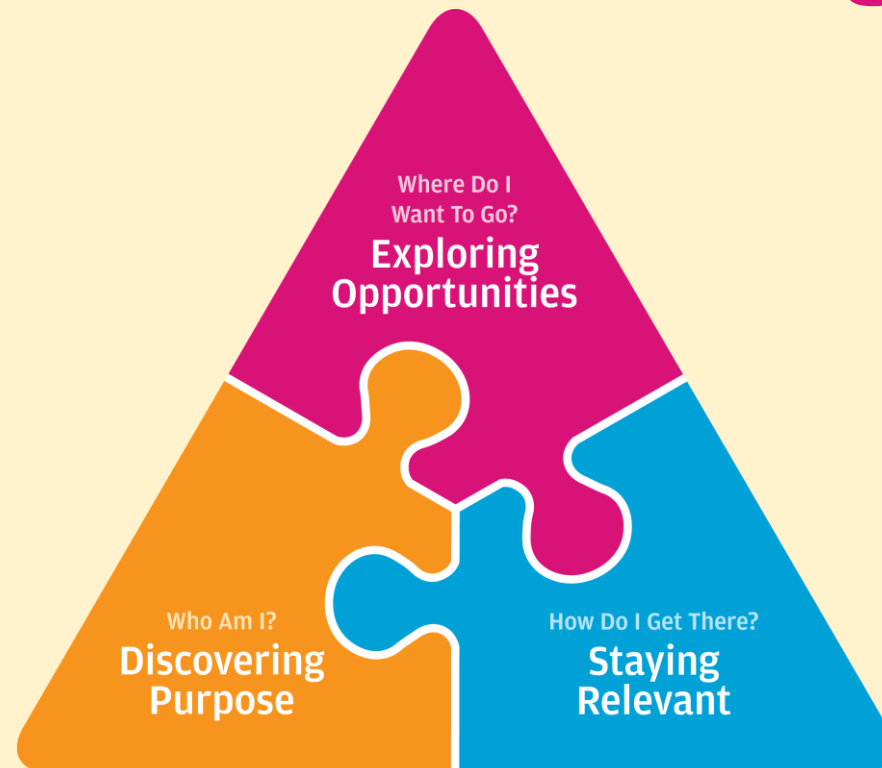 Where Do I
Want To Go?
Exploring
Opportunities
Who Am I?
Discovering
Purpose
How Do I Get There?
Staying
Relevant